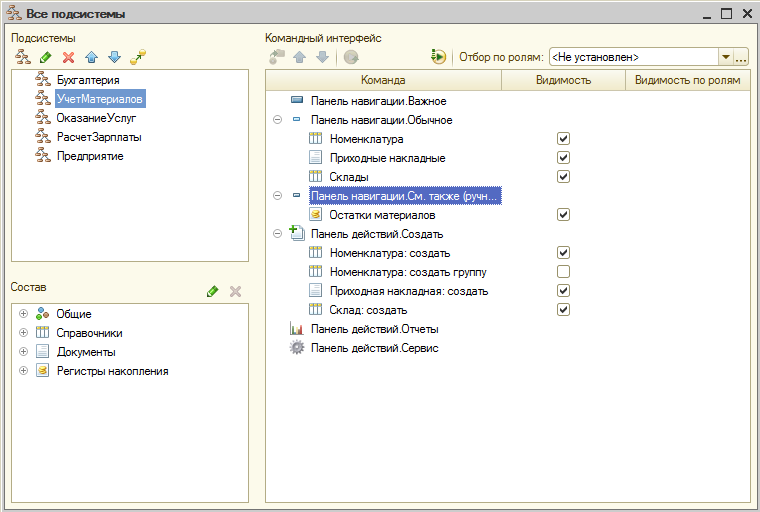 Все подсистемы
Подсистемы
Бухгалтерия
УчетМатериалов
ОказаниеУслуг
РасчетЗарплаты
Предприятие
Состав
Общие
Справочники
Документы
Регистры накопления
Командный интерфейс
Отбор по ролям: <Не установлен> ...
Команда Видимость Видимость по ролям
Панель навигации.Важное
Панель навигации.Обычное
Номенклатура
Приходные накладные
Склады
Панель навигации.См. также (ручн...
Остатки материалов
Панель действий.Создать
Номенклатура: создать
Номенклатура: создать группу
Приходная накладная: создать
Склад: создать
Панель действий.Отчеты
Панель действий.Сервис